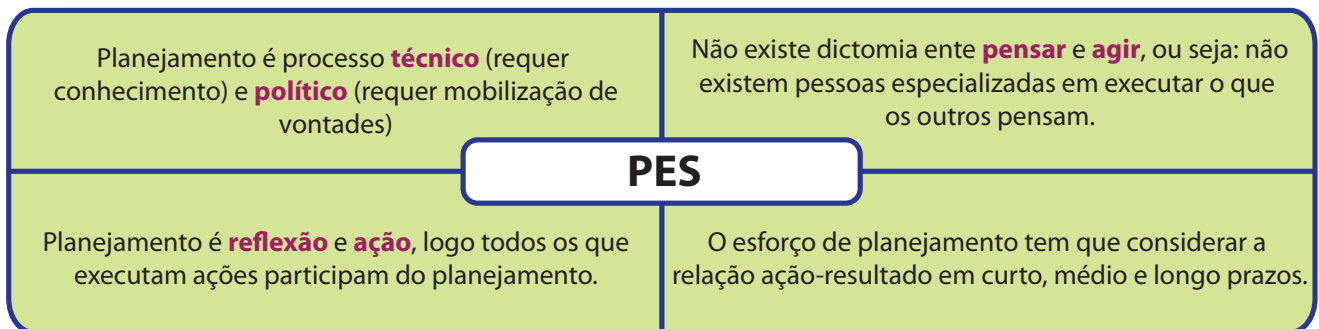 Planejamento é processo técnico (requer
conhecimento) e político (requer mobilização de
vontades)
Não existe dictomia ente pensar e agir, ou seja: não
existem pessoas especializadas em executar o que
os outros pensam.
PES
Planejamento é reflexão e ação, logo todos os que
executam ações participam do planejamento.
O esforço de planejamento tem que considerar a
relação ação-resultado em curto, médio e longo prazos.